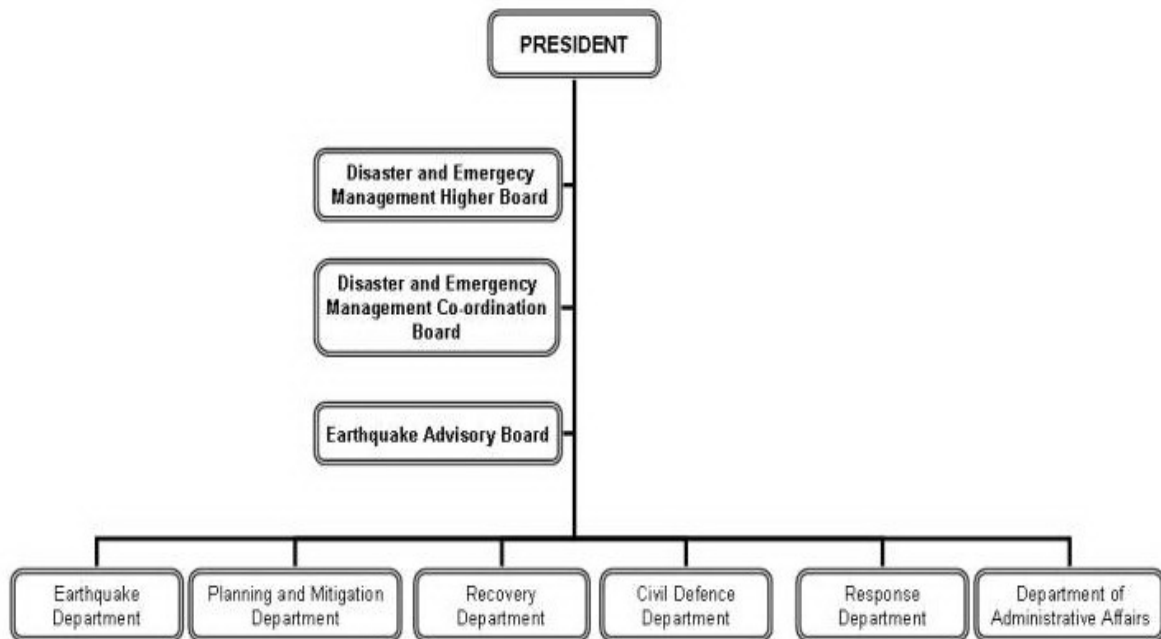 PRESIDENT
Disaster and Emergecy
Management Higher Board
Disaster and Emergency
Management Co-ordination
Board
Earthquake Advisory Board
Earthquake
Department
Planning and Mitigation
Department
Recovery
Department
Civil Defence
Department
Response
Department
Department of
Administrative Affairs